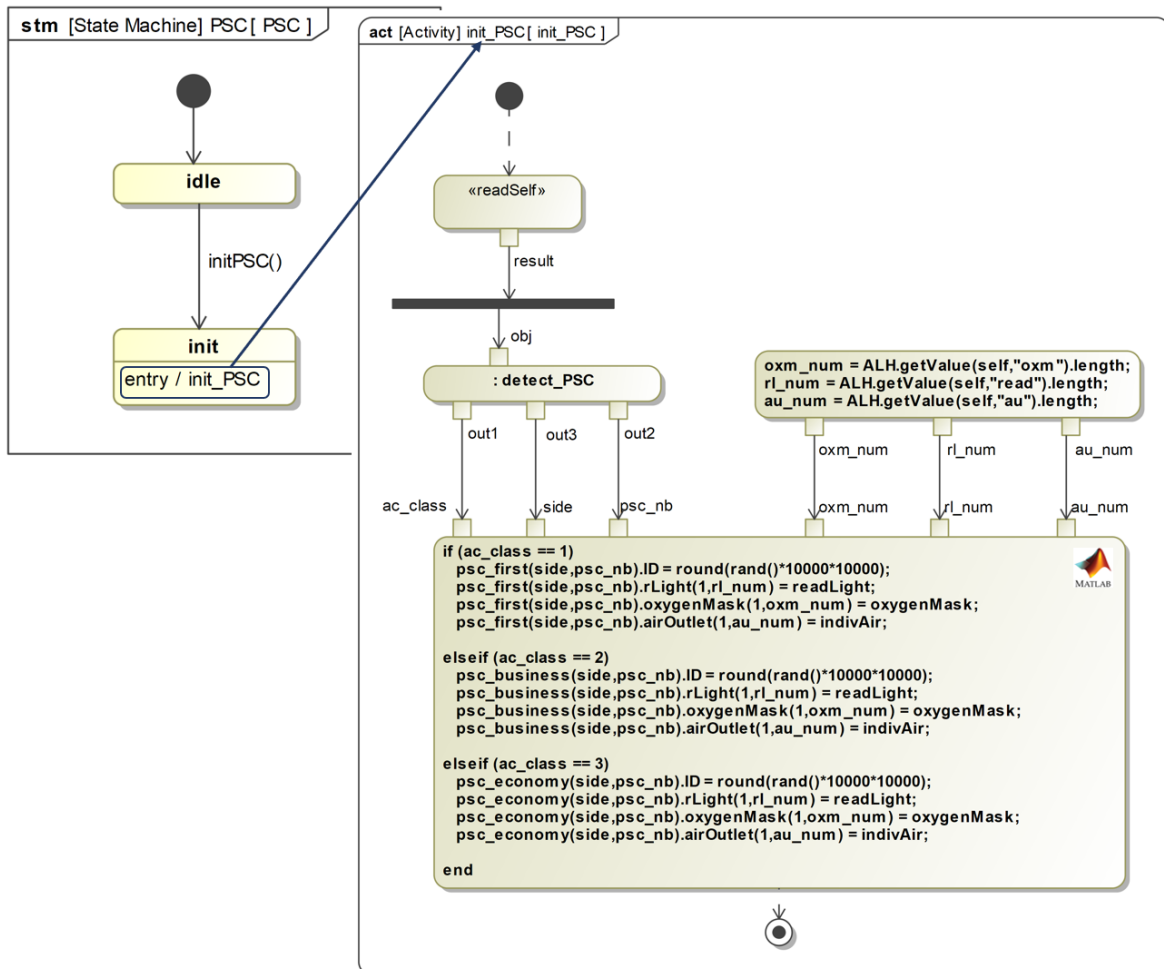 stm [State Machine] PSC[ PSC ]
idle
initPSC()
init
entry / init_PSC
act [Activity] init_PSC[ init_PSC ]
«readSelf»
result
obj
: detect_PSC
out1
out3
out2
oxm_num = ALH.getValue(self,"oxm").length;
rl_num = ALH.getValue(self,"read").length;
au_num = ALH.getValue(self,"au").length;
oxm_num
rl_num
au_num
ac_class
side
psc_nb
oxm_num
rl_num
au_num
if (ac_class == 1)
psc_first(side,psc_nb).ID = round(rand()*10000*10000);
psc_first(side,psc_nb).rLight(1,rl_num) = readLight;
psc_first(side,psc_nb).oxygenMask(1,oxm_num) = oxygenMask;
psc_first(side,psc_nb).airOutlet(1,au_num) = indivAir;
elseif (ac_class == 2)
psc_business(side,psc_nb).ID = round(rand()*10000*10000);
psc_business(side,psc_nb).rLight(1,rl_num) = readLight;
psc_business(side,psc_nb).oxygenMask(1,oxm_num) = oxygenMask;
psc_business(side,psc_nb).airOutlet(1,au_num) = indivAir;
elseif (ac_class == 3)
psc_economy(side,psc_nb).ID = round(rand()*10000*10000);
psc_economy(side,psc_nb).rLight(1,rl_num) = readLight;
psc_economy(side,psc_nb).oxygenMask(1,oxm_num) = oxygenMask;
psc_economy(side,psc_nb).airOutlet(1,au_num) = indivAir;
end
MATLAB